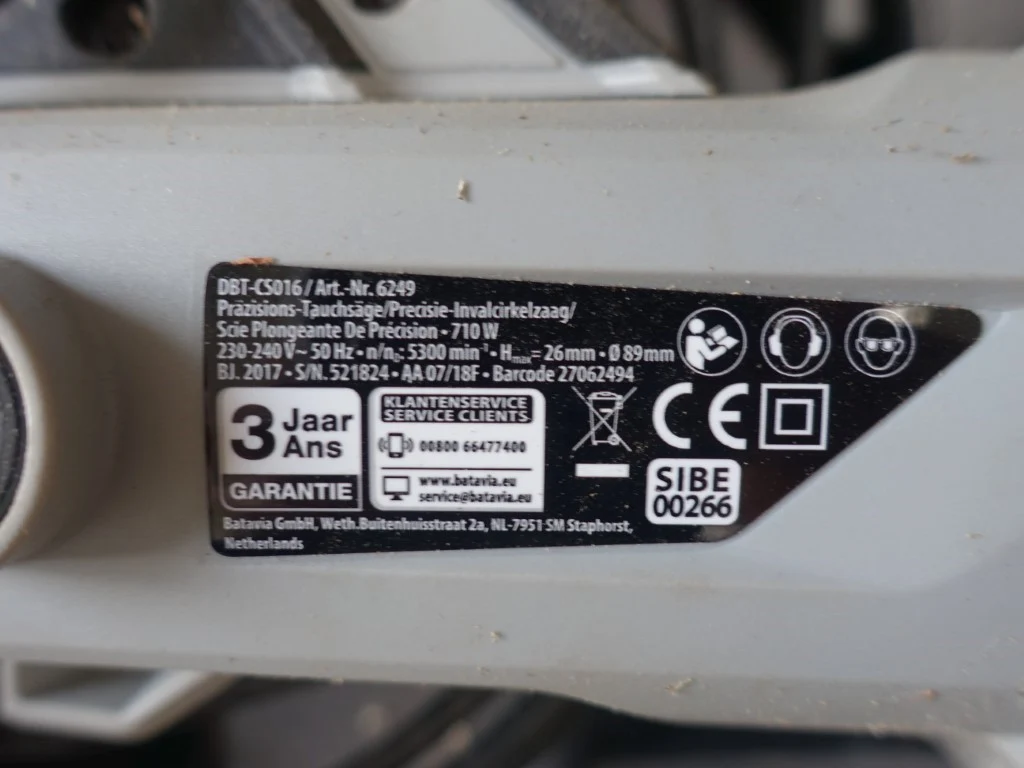 DBT-CS016 / Art.-Nr. 6249
Präzisions-Tauchsäge/Precisie-Invalcirkelzaag/
Scie Plongeante De Précision • 710 W
230-240 V~ 50 Hz • n/n₀: 5300 min⁻¹ • Hmax= 26mm • Ø 89mm
BJ. 2017 • S/N. 521824 • AA 07/18F • Barcode 27062494
3 Jaar
Ans
GARANTIE
KLANTENSERVICE
SERVICE CLIENTS
00800 66477400
www.batavia.eu
service@batavia.eu
CE
SIBE
00266
Batavia GmbH, Weth.Buitenhuisstraat 2a, NL-7951 SM Staphorst,
Netherlands